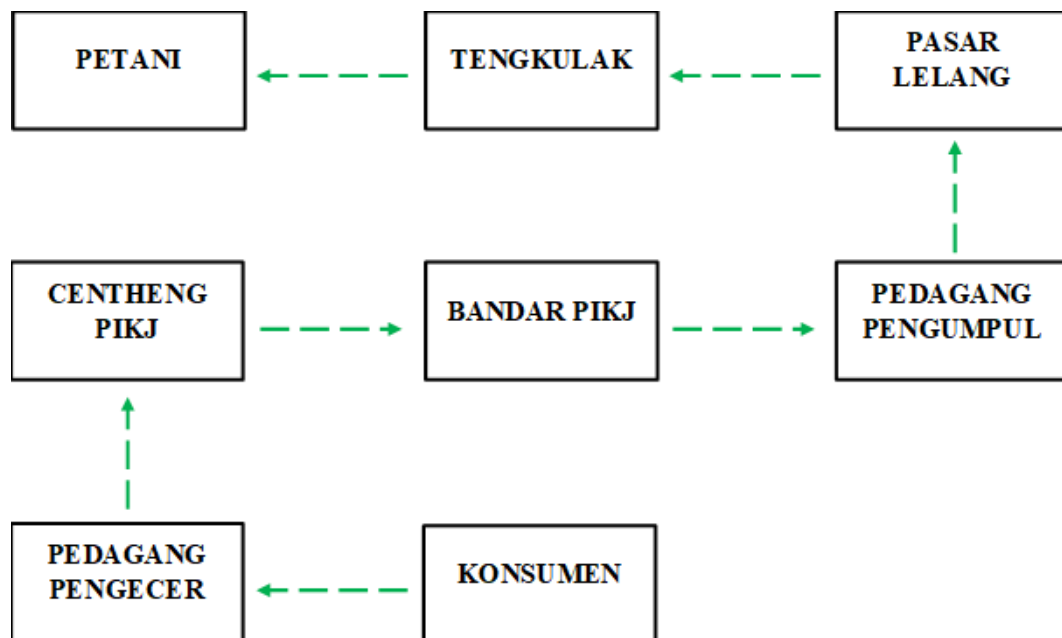 PETANI
TENGKULAK
PASAR
LELANG
CENTHENG
PIKJ
BANDAR PIKJ
PEDAGANG
PENGUMPUL
PEDAGANG
PENGECER
KONSUMEN